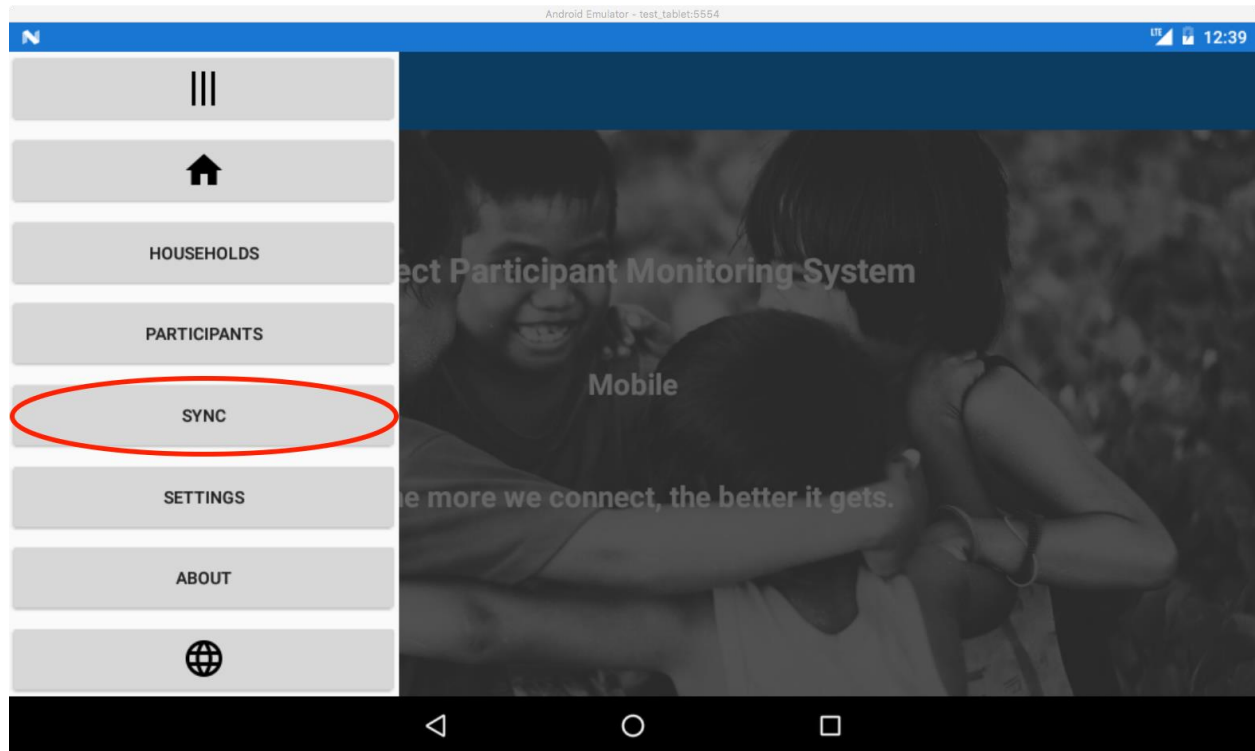 Android Emulator - test_tablet:5554
LTE 12:39
HOUSEHOLDS
PARTICIPANTS
SYNC
SETTINGS
ABOUT
ect Participant Monitoring System
Mobile
e more we connect, the better it gets.